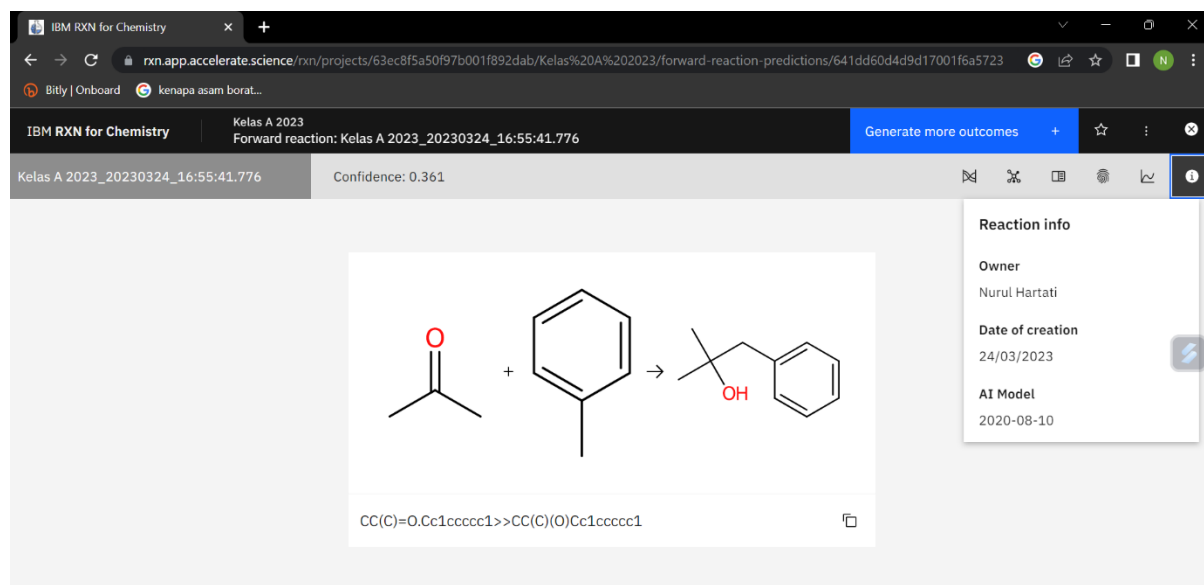 IBM RXN for Chemistry
rxn.app.accelerate.science/rxn/projects/63ec8f5a50f97b001f892dab/Kelas%20A%202023/forward-reaction-predictions/641dd60d4d9d17001f6a5723
N
Bitly | Onboard
kenapa asam borat...
IBM RXN for Chemistry
Kelas A 2023
Forward reaction: Kelas A 2023_20230324_16:55:41.776
Generate more outcomes +
Kelas A 2023_20230324_16:55:41.776
Confidence: 0.361
Reaction info
Owner
Nurul Hartati
Date of creation
24/03/2023
AI Model
2020-08-10
O
+
OH
CC(C)=O.Cc1ccccc1>>CC(C)(O)Cc1ccccc1